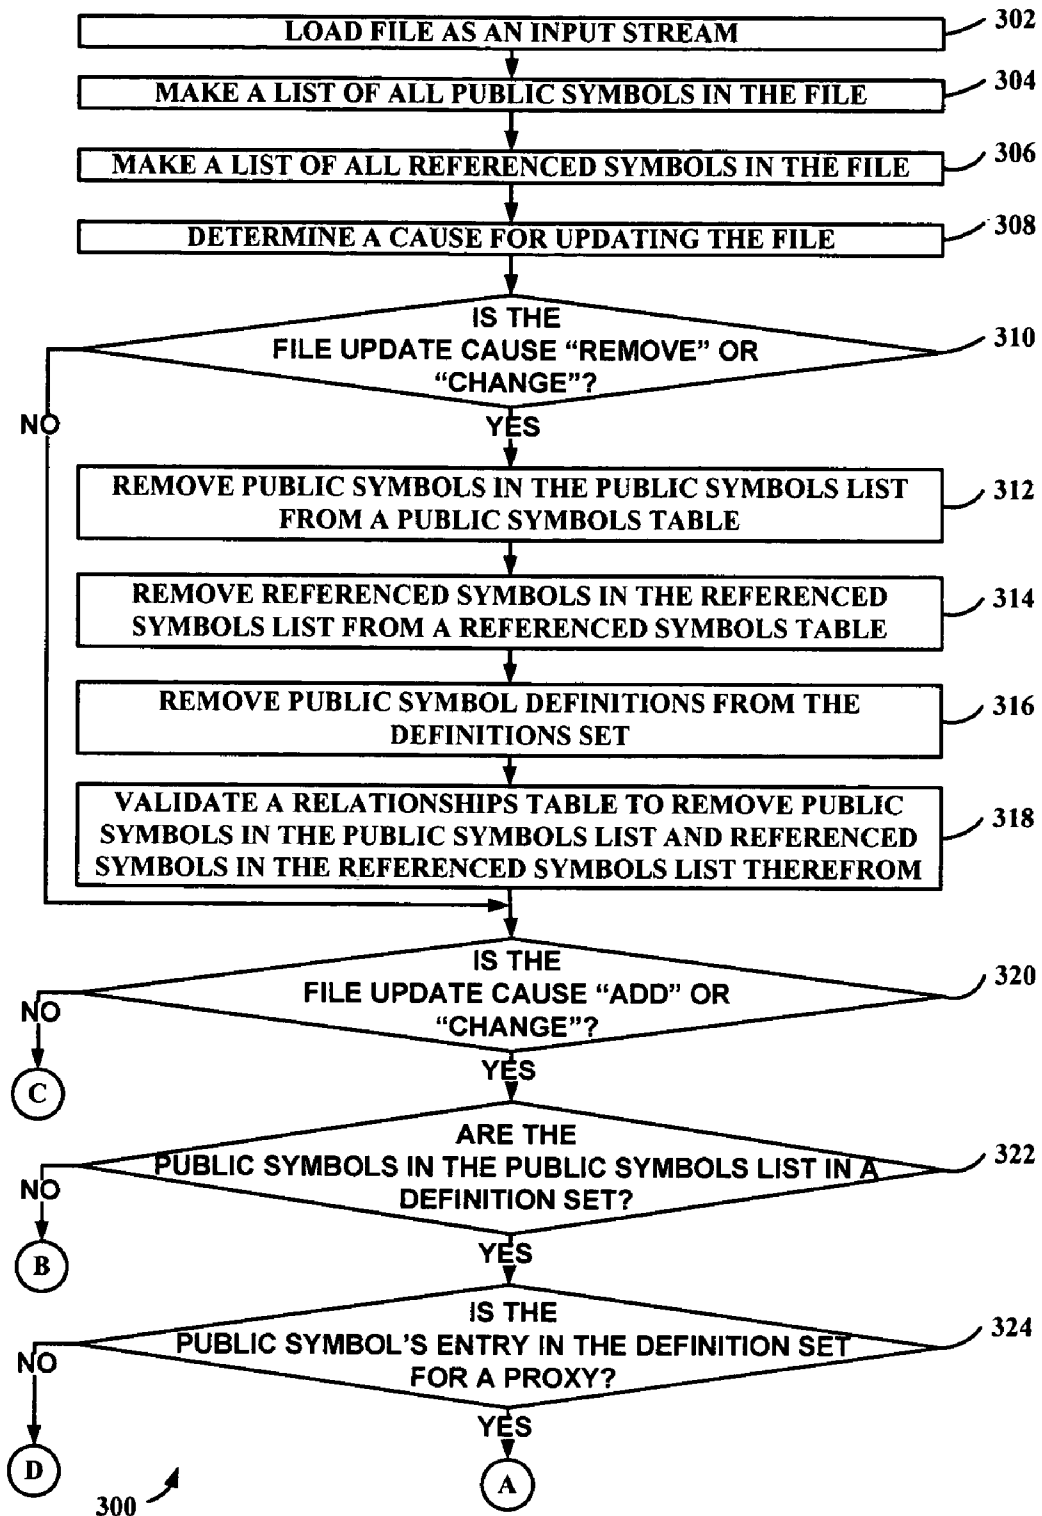 LOAD FILE AS AN INPUT STREAM
302
MAKE A LIST OF ALL PUBLIC SYMBOLS IN THE FILE
304
MAKE A LIST OF ALL REFERENCED SYMBOLS IN THE FILE
306
DETERMINE A CAUSE FOR UPDATING THE FILE
308
IS THE
FILE UPDATE CAUSE “REMOVE” OR
“CHANGE”?
310
NO
YES
REMOVE PUBLIC SYMBOLS IN THE PUBLIC SYMBOLS LIST
FROM A PUBLIC SYMBOLS TABLE
312
REMOVE REFERENCED SYMBOLS IN THE REFERENCED
SYMBOLS LIST FROM A REFERENCED SYMBOLS TABLE
314
REMOVE PUBLIC SYMBOL DEFINITIONS FROM THE
DEFINITIONS SET
316
VALIDATE A RELATIONSHIPS TABLE TO REMOVE PUBLIC
SYMBOLS IN THE PUBLIC SYMBOLS LIST AND REFERENCED
SYMBOLS IN THE REFERENCED SYMBOLS LIST THEREFROM
318
IS THE
FILE UPDATE CAUSE “ADD” OR
“CHANGE”?
320
NO
C
YES
ARE THE
PUBLIC SYMBOLS IN THE PUBLIC SYMBOLS LIST IN A
DEFINITION SET?
322
NO
B
YES
IS THE
PUBLIC SYMBOL’S ENTRY IN THE DEFINITION SET
FOR A PROXY?
324
NO
D
YES
A
300